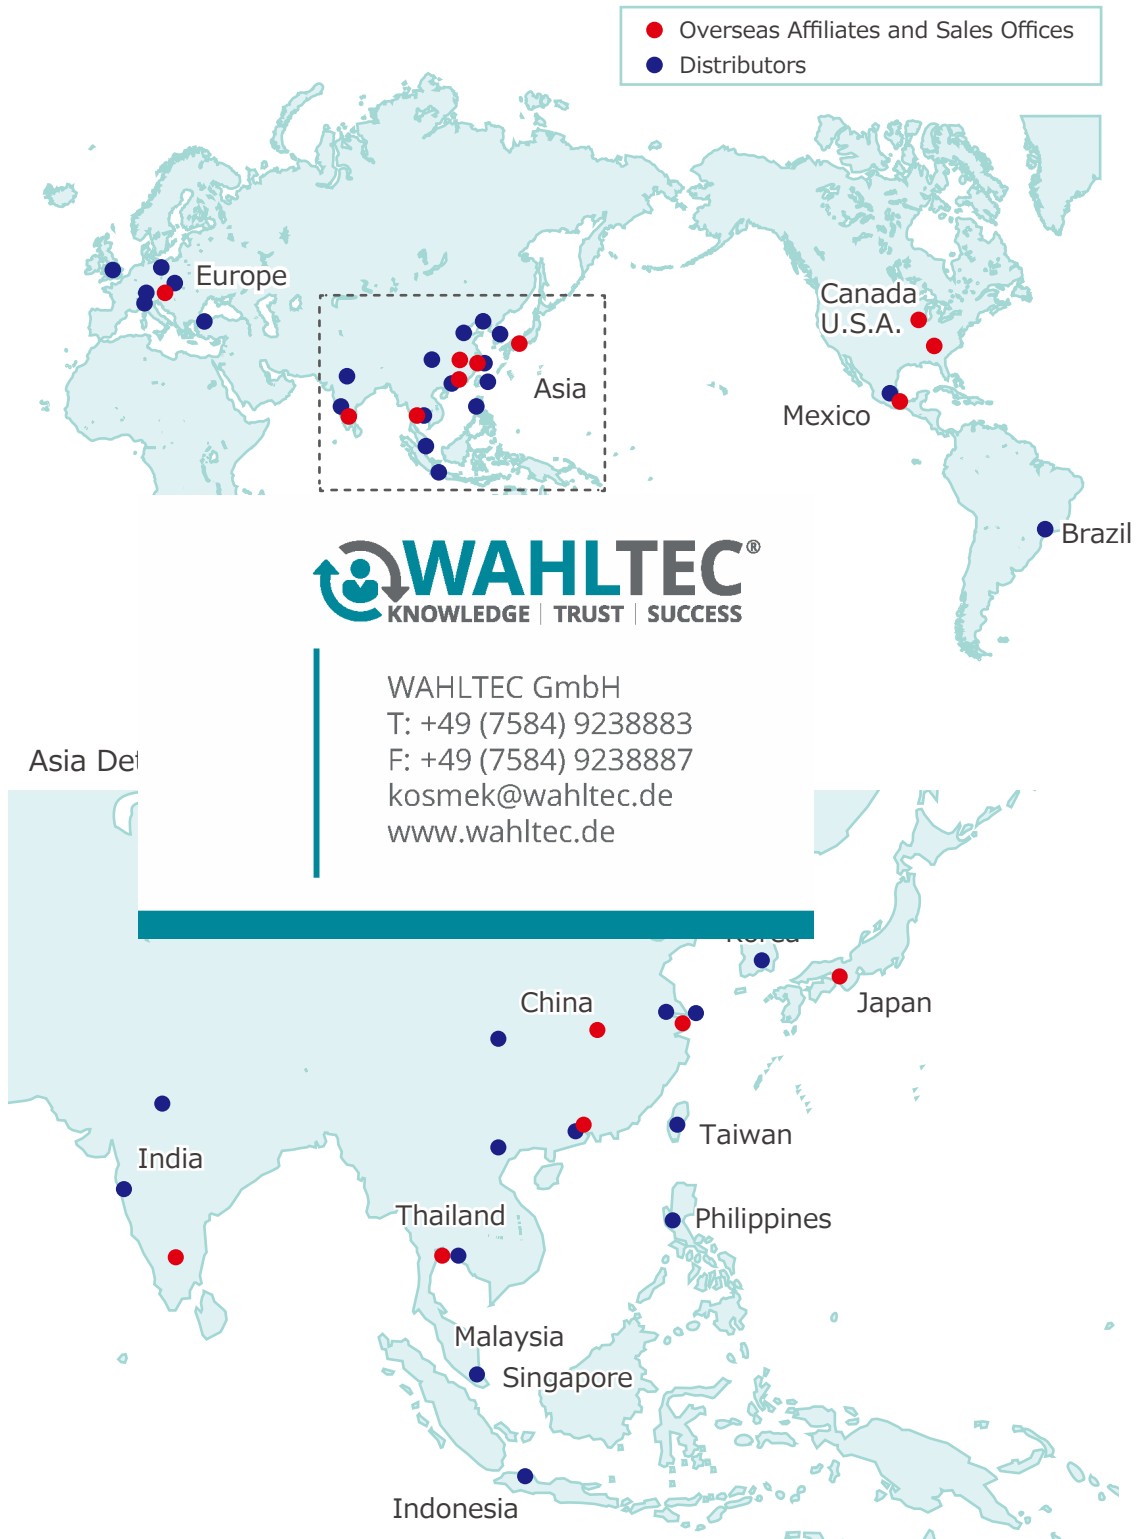 Overseas Affiliates and Sales Offices
Distributors
Europe
Canada
U.S.A.
Asia
Mexico
Brazil
WAHLTEC®
KNOWLEDGE | TRUST | SUCCESS
WAHLTEC GmbH
T: +49 (7584) 9238883
F: +49 (7584) 9238887
kosmek@wahltec.de
www.wahltec.de
Asia
Korea
China
Japan
Taiwan
India
Thailand
Philippines
Malaysia
Singapore
Indonesia